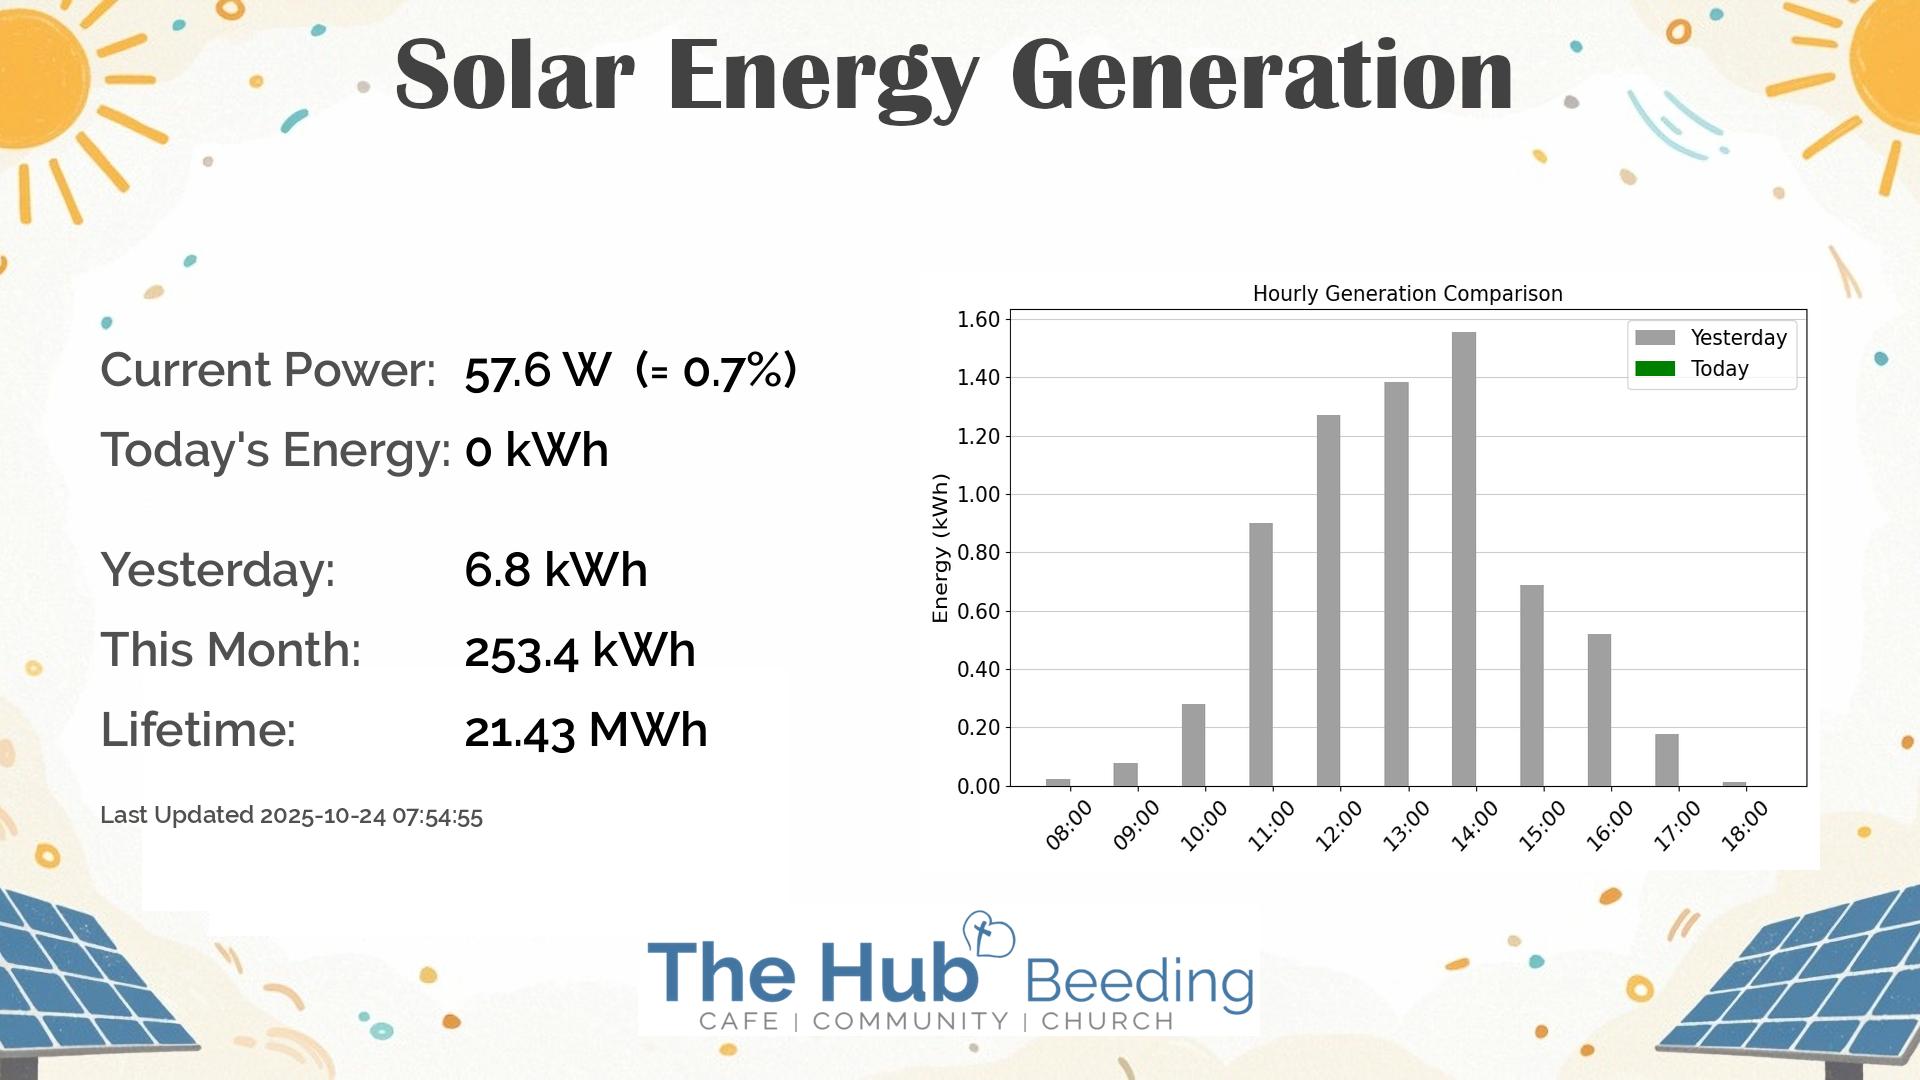 Solar Energy Generation
Current Power: 57.6 W (= 0.7%)
Today's Energy: 0 kWh
Yesterday: 6.8 kWh
This Month: 253.4 kWh
Lifetime: 21.43 MWh
Last Updated 2025-10-24 07:54:55
Hourly Generation Comparison
Yesterday
Today
Energy (kWh)
1.60
1.40
1.20
1.00
0.80
0.60
0.40
0.20
0.00
08:00 09:00 10:00 11:00 12:00 13:00 14:00 15:00 16:00 17:00 18:00
The Hub Beeding
CAFE | COMMUNITY | CHURCH